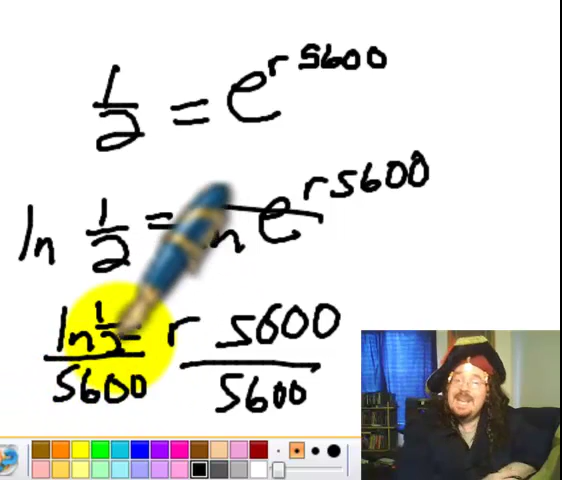 1/2 = e^r 5600
ln 1/2 = ln e^r 5600
ln 1/2 = r 5600
5600 5600